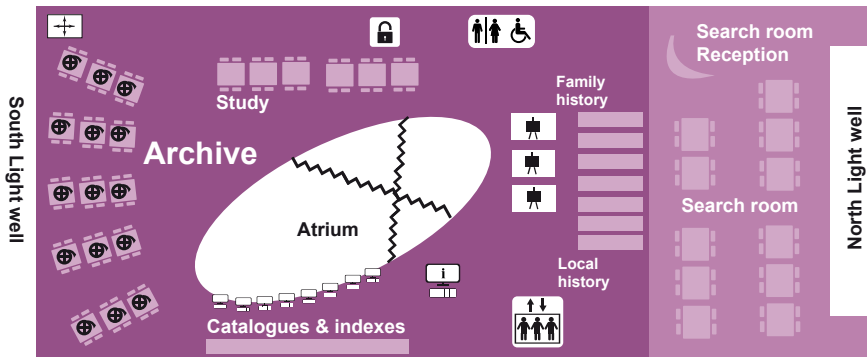 Search room
Reception
Family
history
Study
South Light well
Archive
North Light well
Search room
Atrium
Local
history
i
Catalogues & indexes